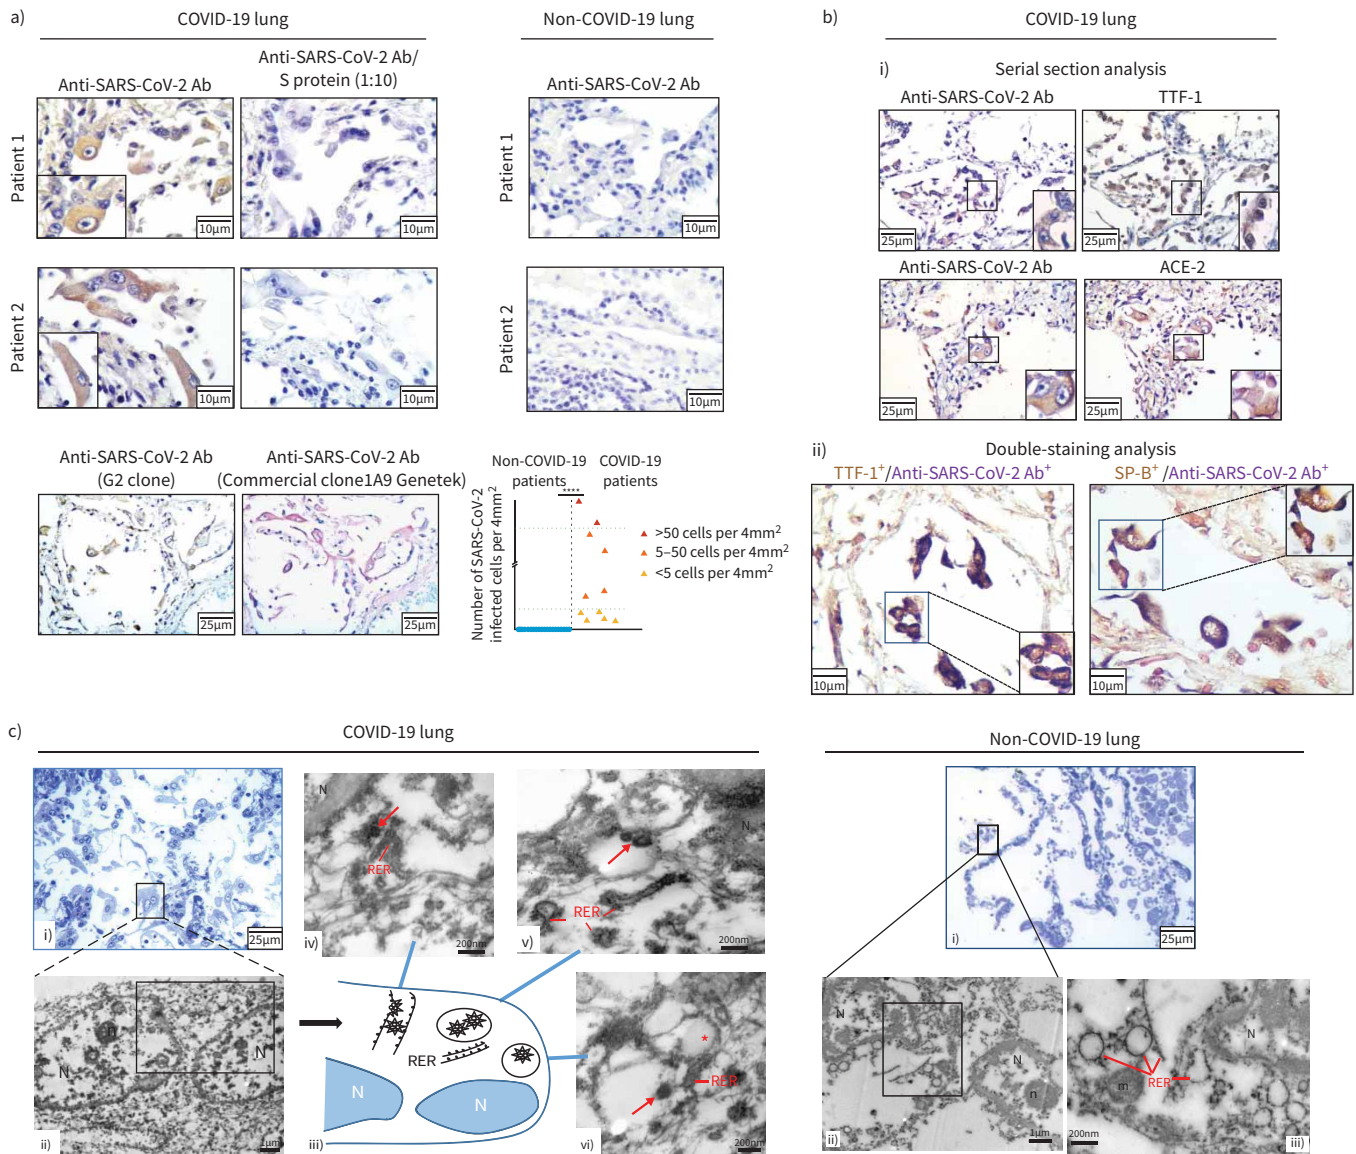 a)
COVID-19 lung
Non-COVID-19 lung
Anti-SARS-CoV-2 Ab
Anti-SARS-CoV-2 Ab/
S protein (1:10)
Anti-SARS-CoV-2 Ab
Patient 1
10µm
10µm
Patient 1
10µm
Patient 2
10µm
10µm
Patient 2
10µm
Anti-SARS-CoV-2 Ab
(G2 clone)
25µm
Anti-SARS-CoV-2 Ab
(Commercial clone1A9 Genetek)
25µm
Non-COVID-19
patients
COVID-19
patients
****
Number of SARS-CoV-2
infected cells per 4mm2
>50 cells per 4mm2
5–50 cells per 4mm2
<5 cells per 4mm2
b)
COVID-19 lung
i)
Serial section analysis
Anti-SARS-CoV-2 Ab
TTF-1
25µm
25µm
Anti-SARS-CoV-2 Ab
ACE-2
25µm
25µm
ii)
Double-staining analysis
TTF-1+/Anti-SARS-CoV-2 Ab+
SP-B+/Anti-SARS-CoV-2 Ab+
10µm
10µm
c)
COVID-19 lung
i)
25µm
N
RER
iv)
200nm
N
RER
v)
200nm
n
N
N
ii)
1µm
RER
N
N
iii)
*
RER
vi)
200nm
Non-COVID-19 lung
i)
25µm
N
N
n
ii)
1µm
N
RER
m
200nm
iii)